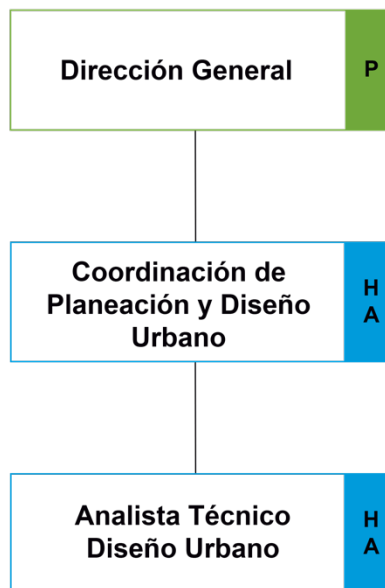 Dirección General
P
Coordinación de
Planeación y Diseño
Urbano
H
A
Analista Técnico
Diseño Urbano
H
A